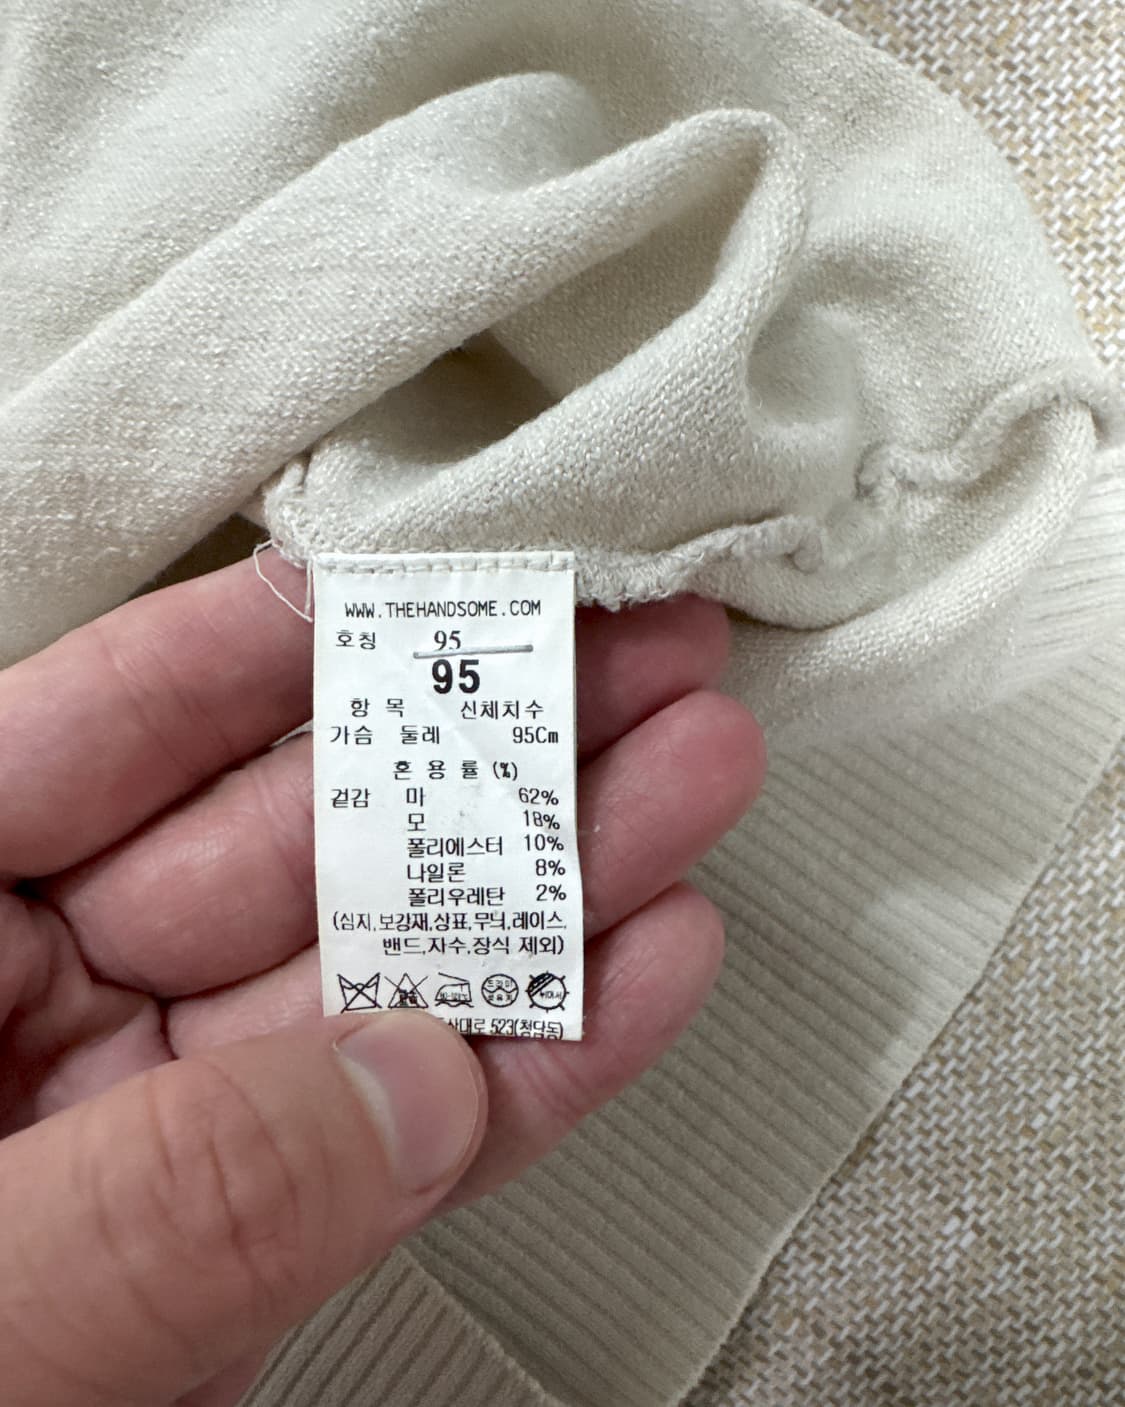 WWW.THEHANDSOME.COM
호칭 95
95
항 목 신체치수
가슴 둘레 95Cm
혼 용 률 (%)
겉감 마 62%
모 18%
폴리에스터 10%
나일론 8%
폴리우레탄 2%
(심지,보강재,상표,무늬,레이스,
밴드,자수,장식 제외)
523(청담동)